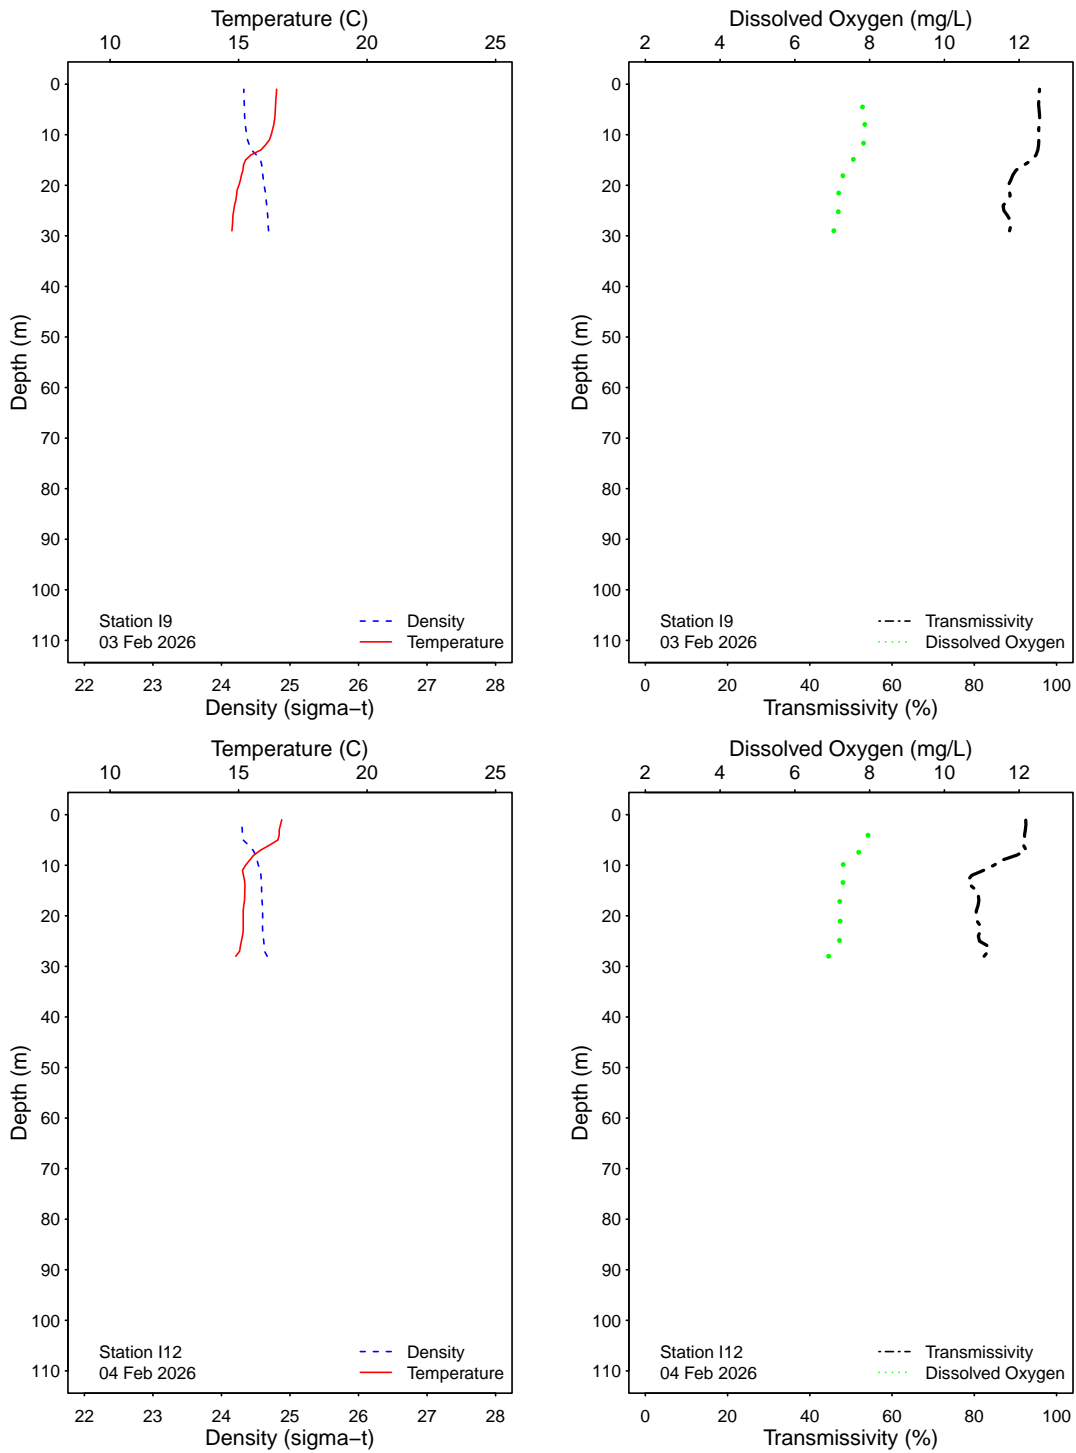 Temperature (C)
10 15 20 25
0
10
20
30
40
50
60
70
80
90
100
110
Depth (m)
Station I9
03 Feb 2026
Density
Temperature
22 23 24 25 26 27 28
Density (sigma−t)
Dissolved Oxygen (mg/L)
2 4 6 8 10 12
0
10
20
30
40
50
60
70
80
90
100
110
Depth (m)
Station I9
03 Feb 2026
Transmissivity
Dissolved Oxygen
0 20 40 60 80 100
Transmissivity (%)
Temperature (C)
10 15 20 25
0
10
20
30
40
50
60
70
80
90
100
110
Depth (m)
Station I12
04 Feb 2026
Density
Temperature
22 23 24 25 26 27 28
Density (sigma−t)
Dissolved Oxygen (mg/L)
2 4 6 8 10 12
0
10
20
30
40
50
60
70
80
90
100
110
Depth (m)
Station I12
04 Feb 2026
Transmissivity
Dissolved Oxygen
0 20 40 60 80 100
Transmissivity (%)